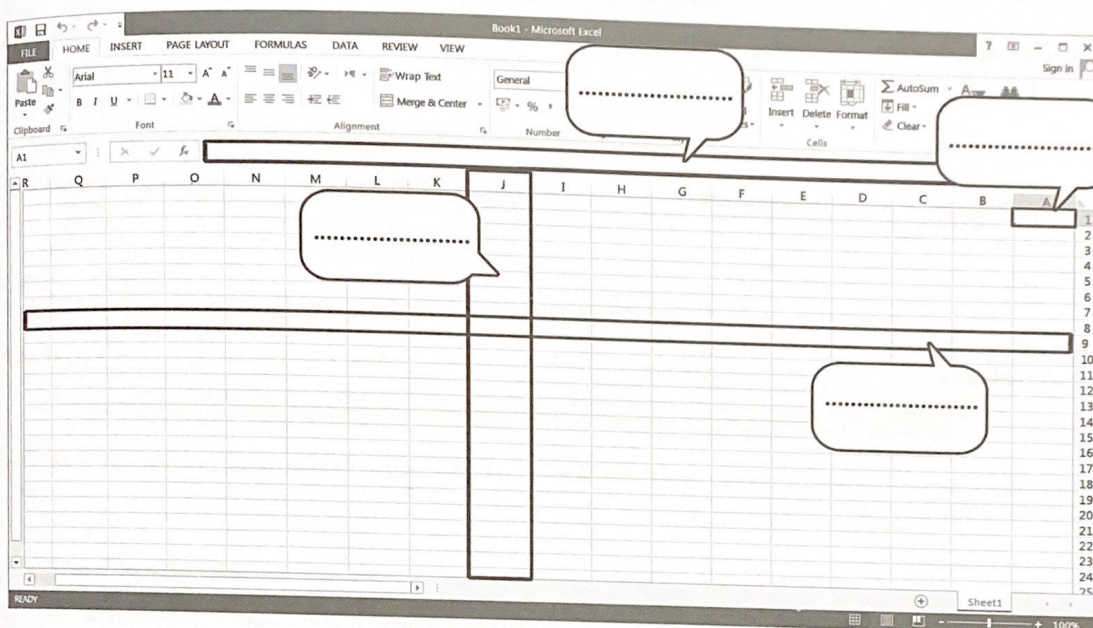 Book1 - Microsoft Excel
FILE HOME INSERT PAGE LAYOUT FORMULAS DATA REVIEW VIEW
Sign in
Paste
Arial 11 A A
Wrap Text
General
AutoSum
B I U A
Merge & Center
% ,
Insert Delete Format
Fill
Clear
Clipboard Font Alignment Number Cells
A1 fx
R Q P O N M L K J I H G F E D C B A
1
2
3
4
5
6
7
8
9
10
11
12
13
14
15
16
17
18
19
20
21
22
23
24
25
Sheet1
READY
100%